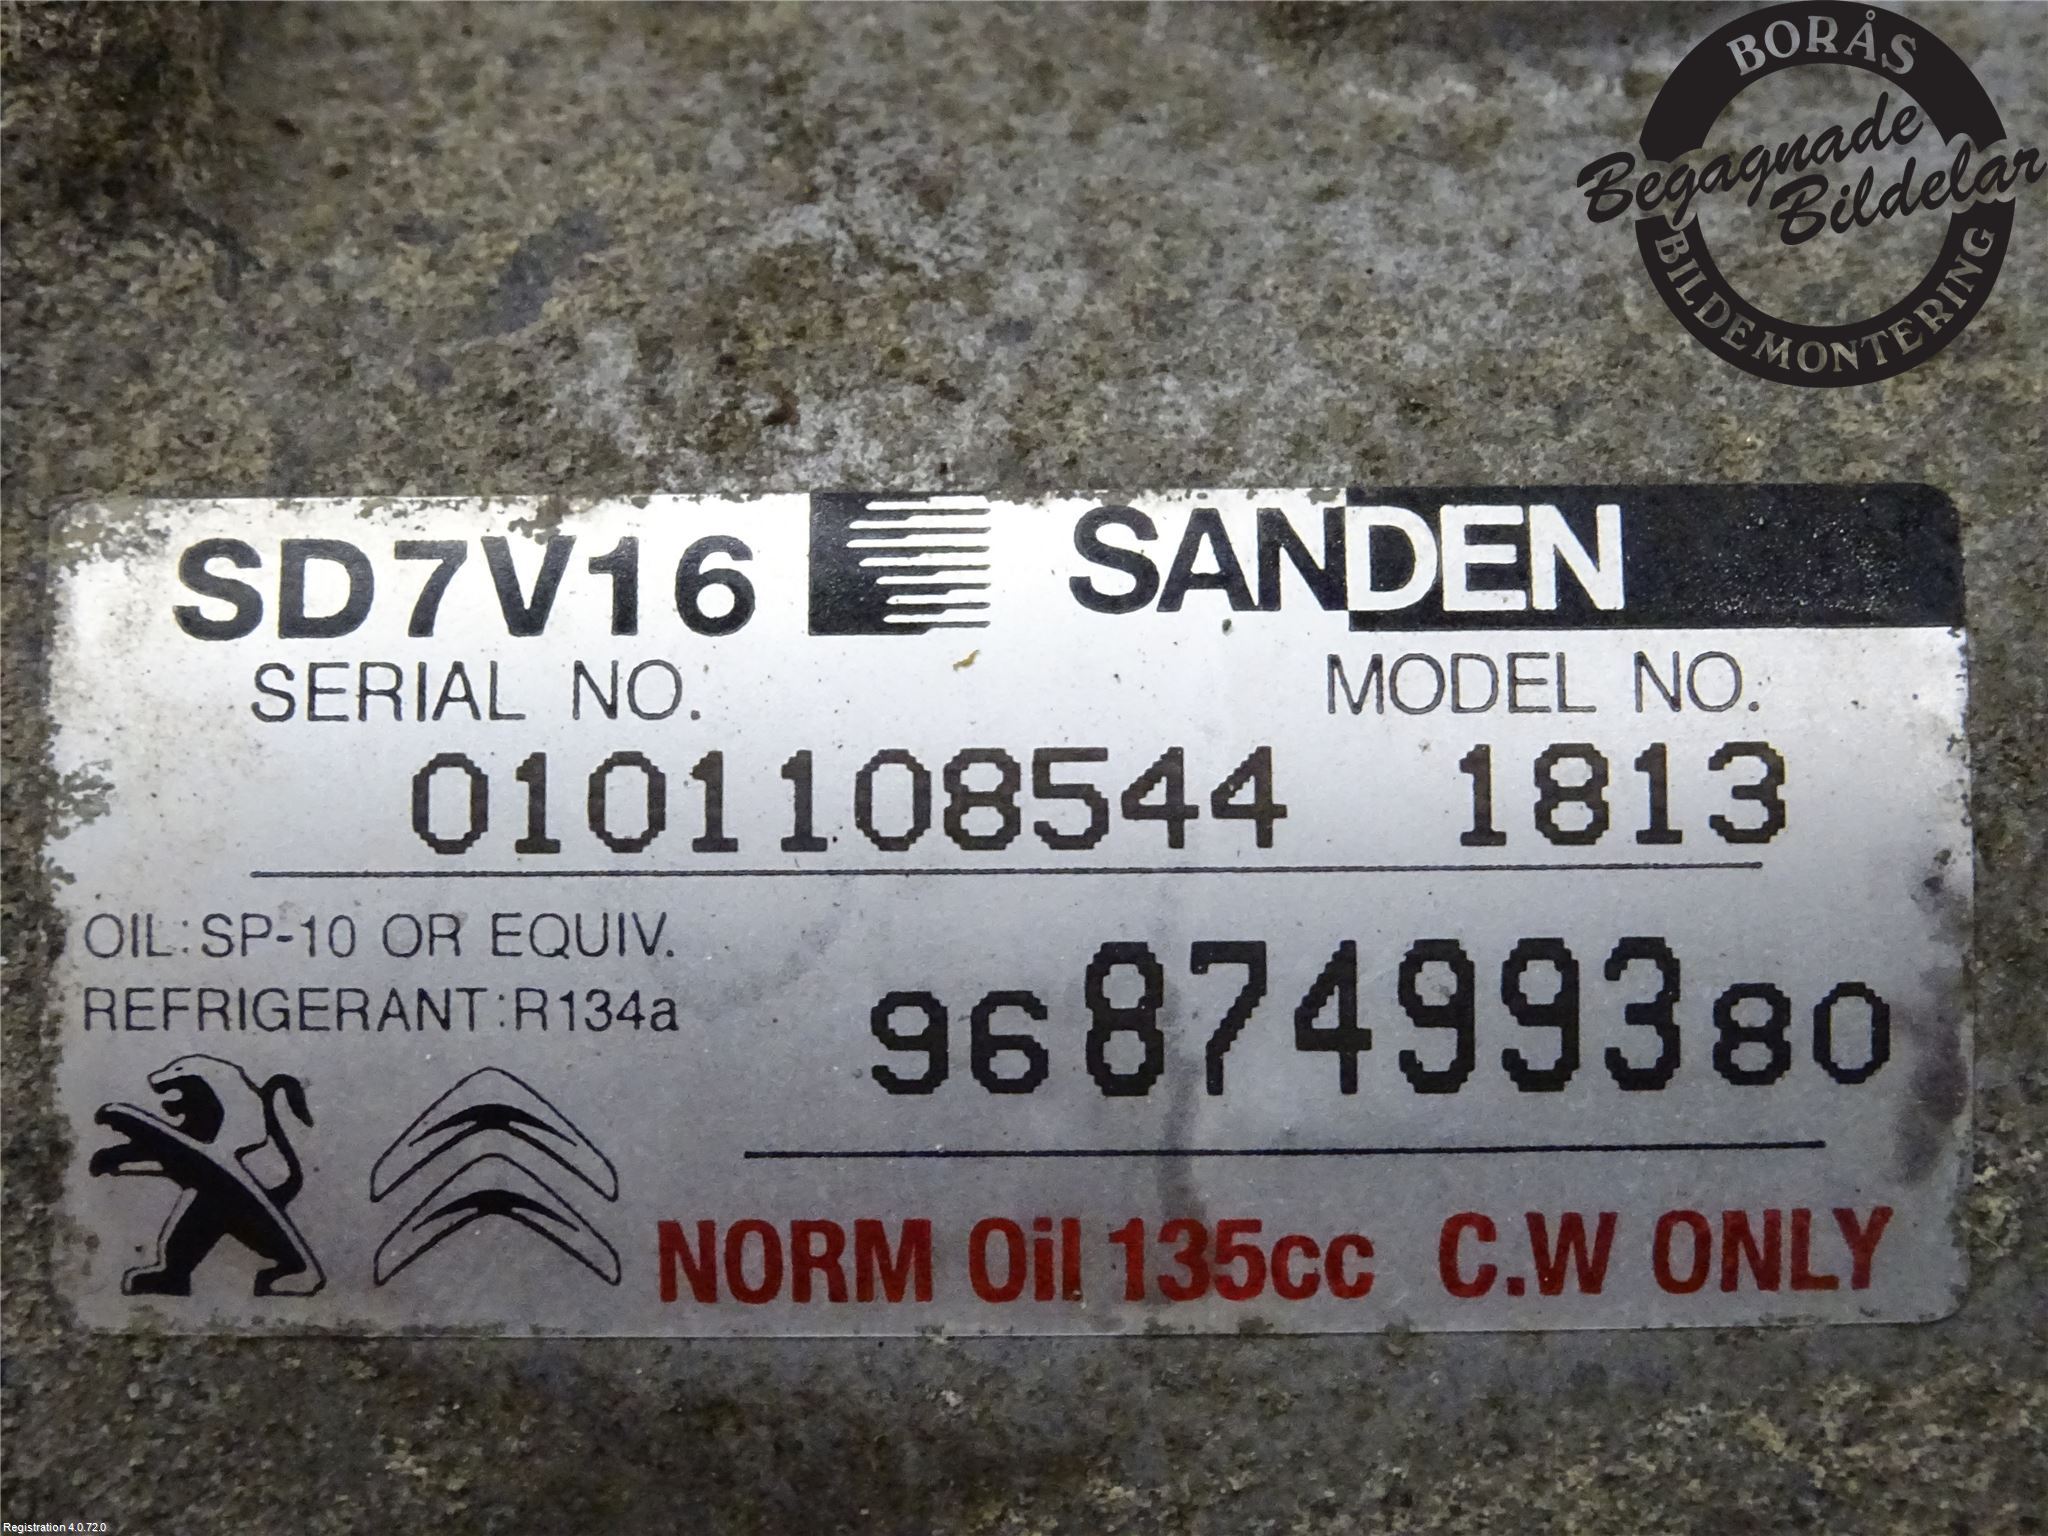 BORÅS
Begagnade
Bildelar
BILDEMONTERING
SD7V16 SANDEN
SERIAL NO. MODEL NO.
0101108544 1813
OIL: SP-10 OR EQUIV.
REFRIGERANT: R134a
9687499380
NORM Oil 135cc C.W ONLY
Registration 4.0.72.0